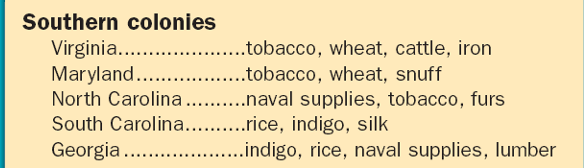 Southern colonies
Virginia.....................tobacco, wheat, cattle, iron
Maryland..................tobacco, wheat, snuff
North Carolina..........naval supplies, tobacco, furs
South Carolina..........rice, indigo, silk
Georgia....................indigo, rice, naval supplies, lumber